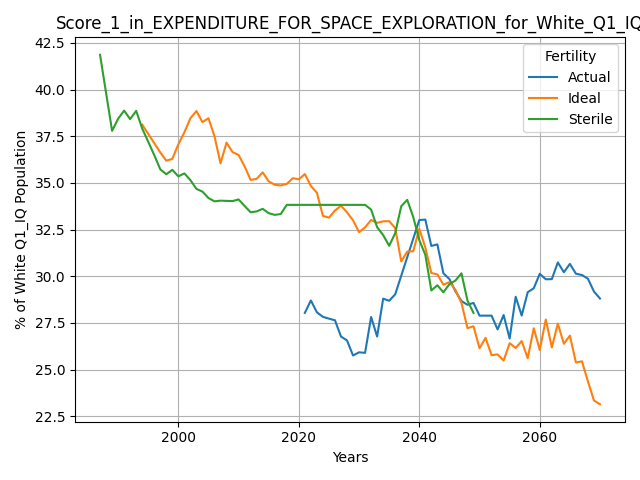 Score_1_in_EXPENDITURE_FOR_SPACE_EXPLORATION_for_White_Q1_IQ
42.5
40.0
37.5
35.0
32.5
30.0
27.5
25.0
22.5
% of White Q1_IQ Population
Fertility
Actual
Ideal
Sterile
2000 2020 2040 2060
Years